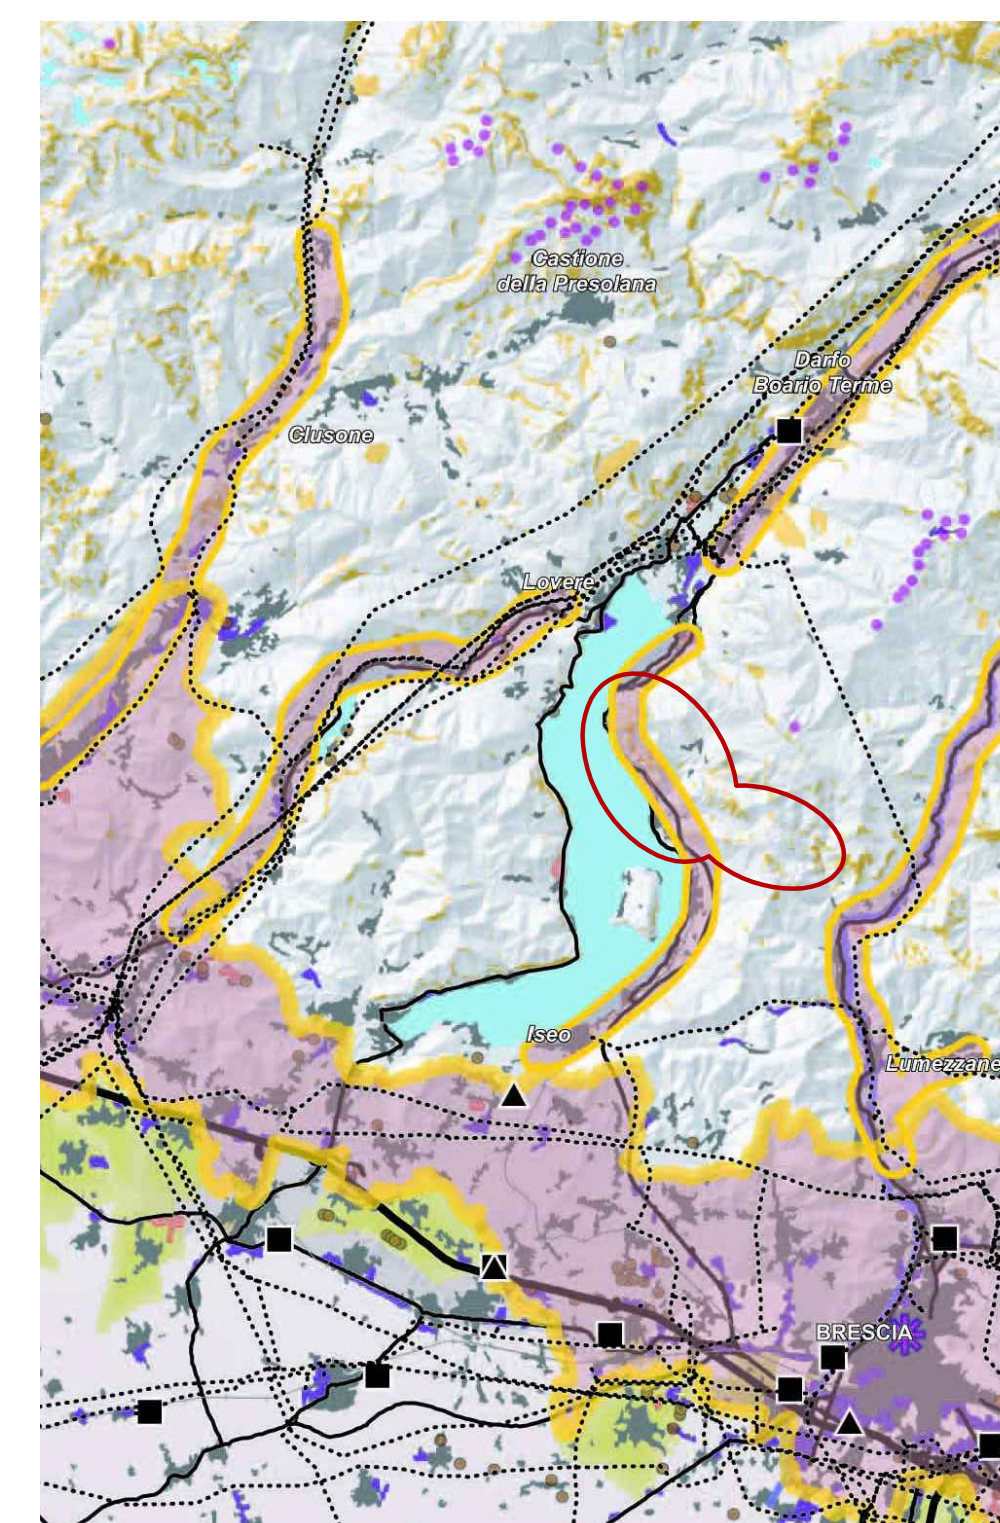 Castione
della Presolana
Darfo
Boario Terme
Clusone
Lovere
Iseo
Lumezzane
BRESCIA